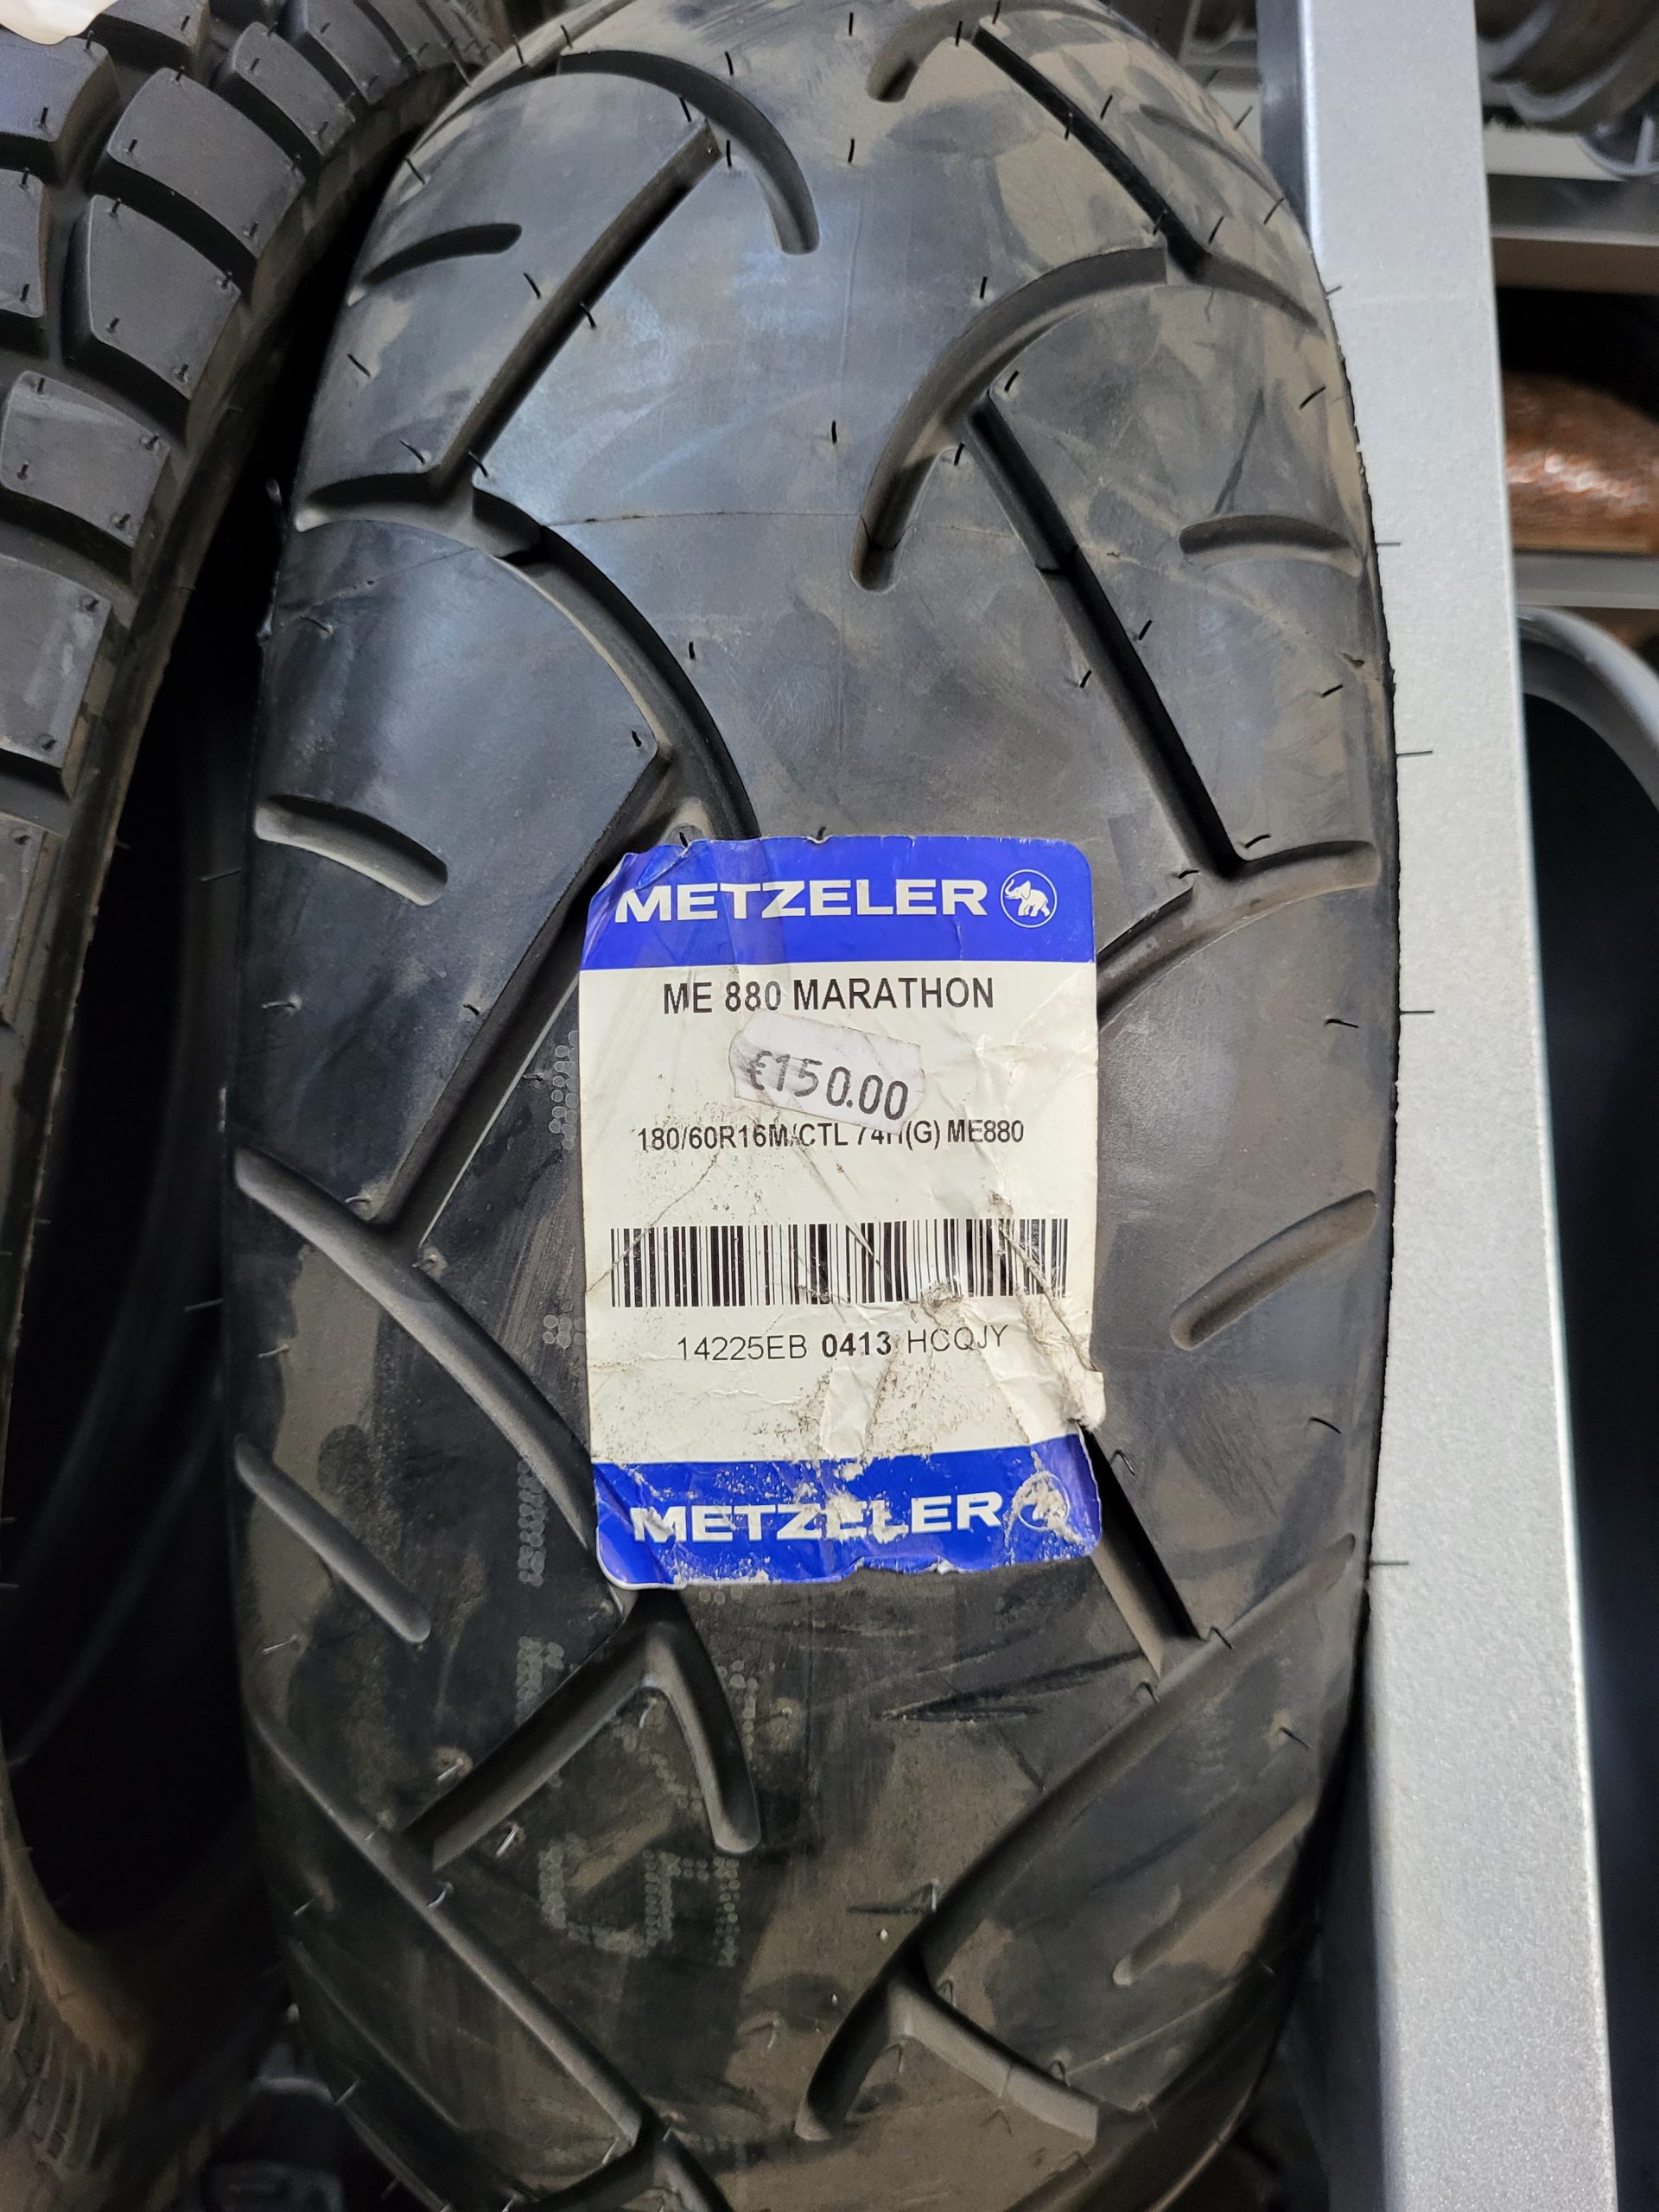 METZELER
ME 880 MARATHON
€150.00
180/60R16M/CTL 74H(G) ME880
14225EB 0413 HCQJY
METZELER